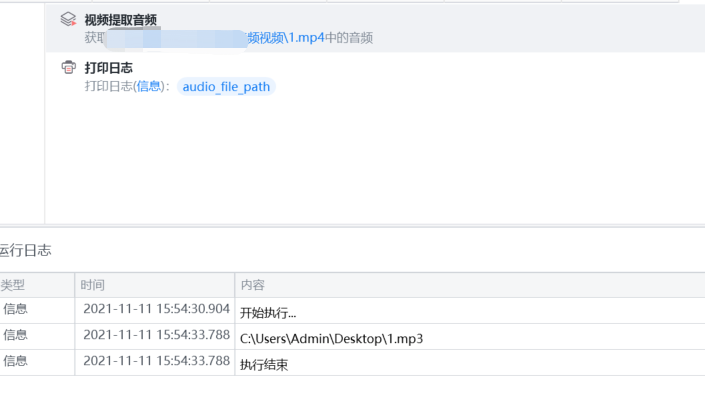 视频提取音频
获取频视频\1.mp4中的音频
打印日志
打印日志(信息): audio_file_path
运行日志
类型 时间 内容
信息 2021-11-11 15:54:30.904 开始执行...
信息 2021-11-11 15:54:33.788 C:\Users\Admin\Desktop\1.mp3
信息 2021-11-11 15:54:33.788 执行结束